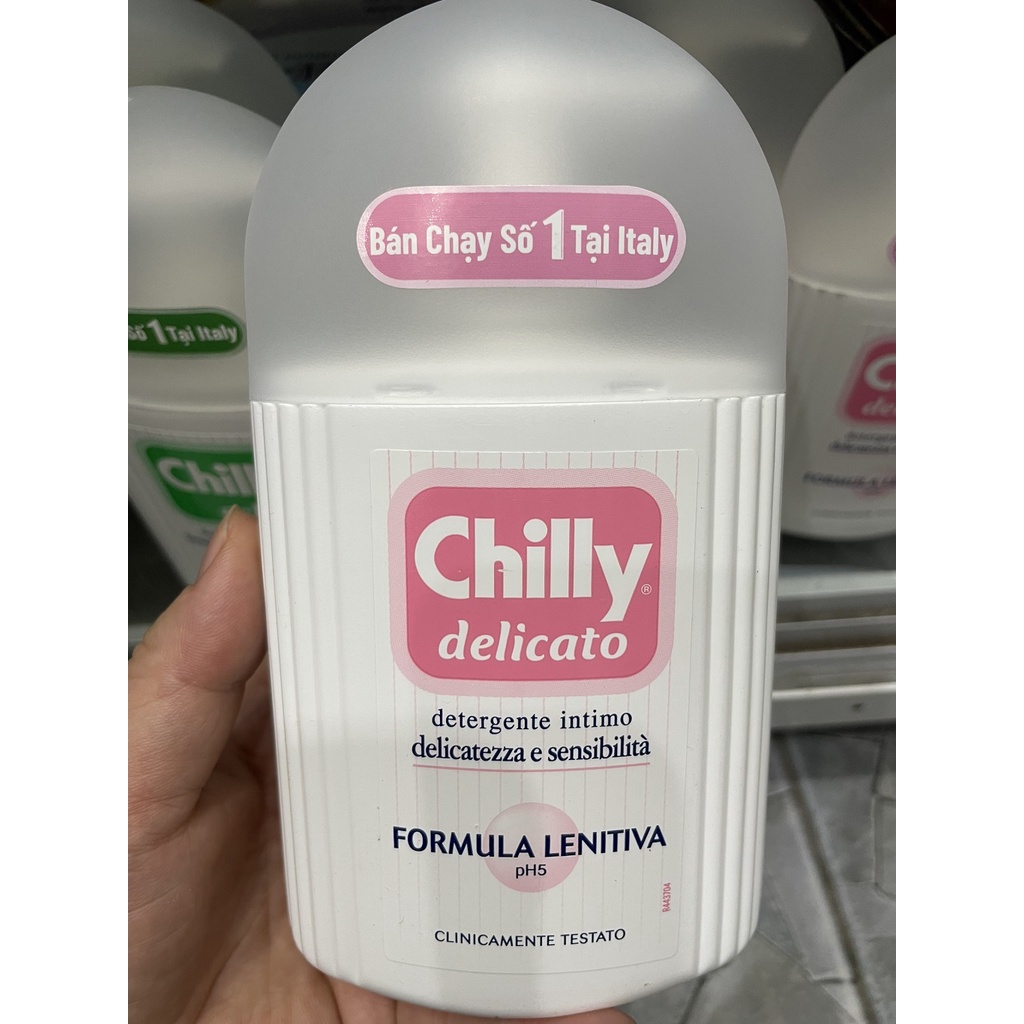 Bán Chạy Số 1 Tại Italy
Số 1 Tại Italy
Chilly®
delicato
detergente intimo
delicatezza e sensibilità
FORMULA LENITIVA
pH5
CLINICAMENTE TESTATO
R443704